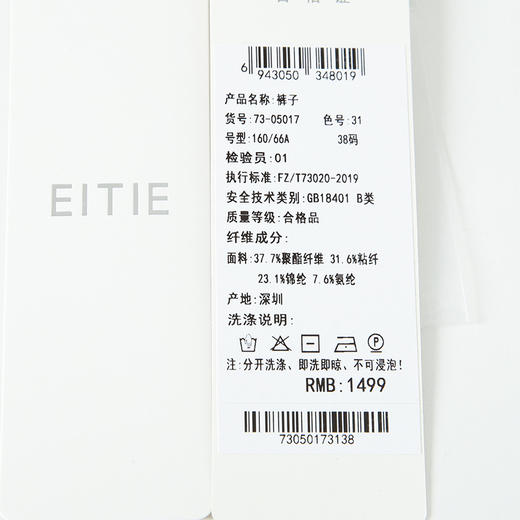 合格证
EITIE
6 943050 348019
产品名称:裤子
货号:73-05017 色号:31
号型:160/66A 38码
检验员:01
执行标准:FZ/T73020-2019
安全技术类别:GB18401 B类
质量等级:合格品
纤维成分:
面料:37.7%聚酯纤维 31.6%粘纤
23.1%锦纶 7.6%氨纶
产地:深圳
洗涤说明:
P
注:分开洗涤、即洗即晾、不可浸泡!
RMB:1499
73050173138